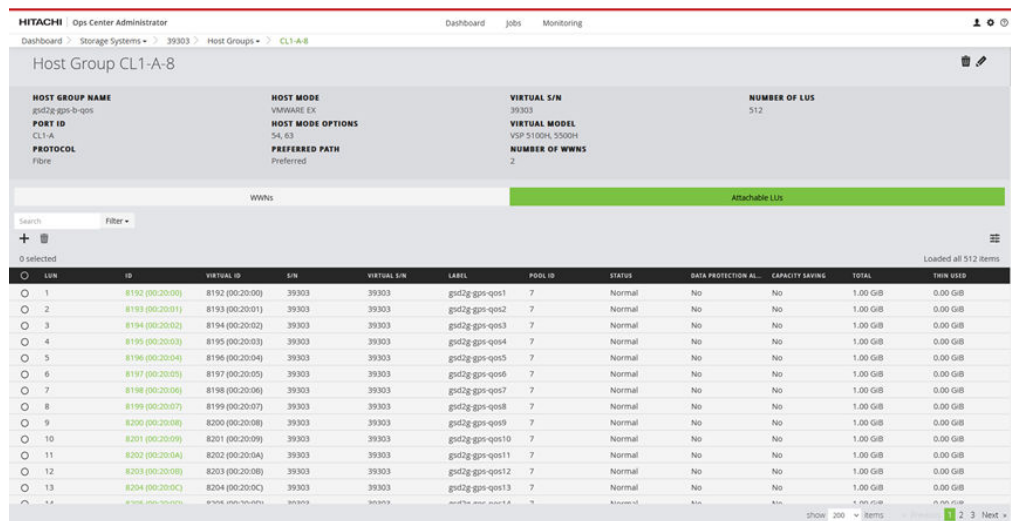 HITACHI Ops Center Administrator Dashboard Jobs Monitoring
Dashboard > Storage Systems > 39303 > Host Groups > CL1-A-8
Host Group CL1-A-8
HOST GROUP NAME HOST MODE VIRTUAL S/N NUMBER OF LUS
gsd2g-gps-b-qos VMWARE EX 39303 512
PORT ID HOST MODE OPTIONS VIRTUAL MODEL
CL1-A 54, 63 VSP 5100H, 5500H
PROTOCOL PREFERRED PATH NUMBER OF WWNS
Fibre Preferred 2
WWNs Attachable LUs
Search Filter
0 selected Loaded all 512 items
LUN ID VIRTUAL ID S/N VIRTUAL S/N LABEL POOL ID STATUS DATA PROTECTION AL... CAPACITY SAVING TOTAL THIN USED
1 8192 (00:20:00) 8192 (00:20:00) 39303 39303 gsd2g-gps-qos1 7 Normal No No 1.00 GiB 0.00 GiB
2 8193 (00:20:01) 8193 (00:20:01) 39303 39303 gsd2g-gps-qos2 7 Normal No No 1.00 GiB 0.00 GiB
3 8194 (00:20:02) 8194 (00:20:02) 39303 39303 gsd2g-gps-qos3 7 Normal No No 1.00 GiB 0.00 GiB
4 8195 (00:20:03) 8195 (00:20:03) 39303 39303 gsd2g-gps-qos4 7 Normal No No 1.00 GiB 0.00 GiB
5 8196 (00:20:04) 8196 (00:20:04) 39303 39303 gsd2g-gps-qos5 7 Normal No No 1.00 GiB 0.00 GiB
6 8197 (00:20:05) 8197 (00:20:05) 39303 39303 gsd2g-gps-qos6 7 Normal No No 1.00 GiB 0.00 GiB
7 8198 (00:20:06) 8198 (00:20:06) 39303 39303 gsd2g-gps-qos7 7 Normal No No 1.00 GiB 0.00 GiB
8 8199 (00:20:07) 8199 (00:20:07) 39303 39303 gsd2g-gps-qos8 7 Normal No No 1.00 GiB 0.00 GiB
9 8200 (00:20:08) 8200 (00:20:08) 39303 39303 gsd2g-gps-qos9 7 Normal No No 1.00 GiB 0.00 GiB
10 8201 (00:20:09) 8201 (00:20:09) 39303 39303 gsd2g-gps-qos10 7 Normal No No 1.00 GiB 0.00 GiB
11 8202 (00:20:0A) 8202 (00:20:0A) 39303 39303 gsd2g-gps-qos11 7 Normal No No 1.00 GiB 0.00 GiB
12 8203 (00:20:0B) 8203 (00:20:0B) 39303 39303 gsd2g-gps-qos12 7 Normal No No 1.00 GiB 0.00 GiB
13 8204 (00:20:0C) 8204 (00:20:0C) 39303 39303 gsd2g-gps-qos13 7 Normal No No 1.00 GiB 0.00 GiB
show 200 items « Previous 1 2 3 Next »